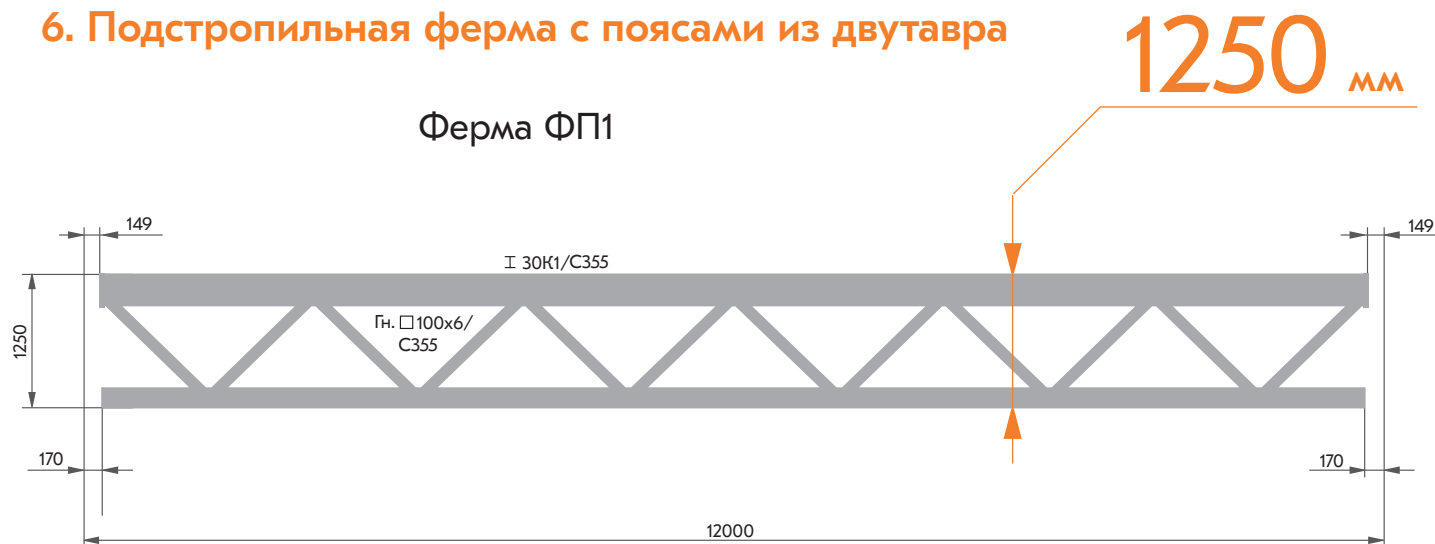 6. Подстропильная ферма с поясами из двутавра
1250 мм
Ферма ФП1
149
149
I 30К1/С355
Гн. □100x6/
С355
1250
170
170
12000